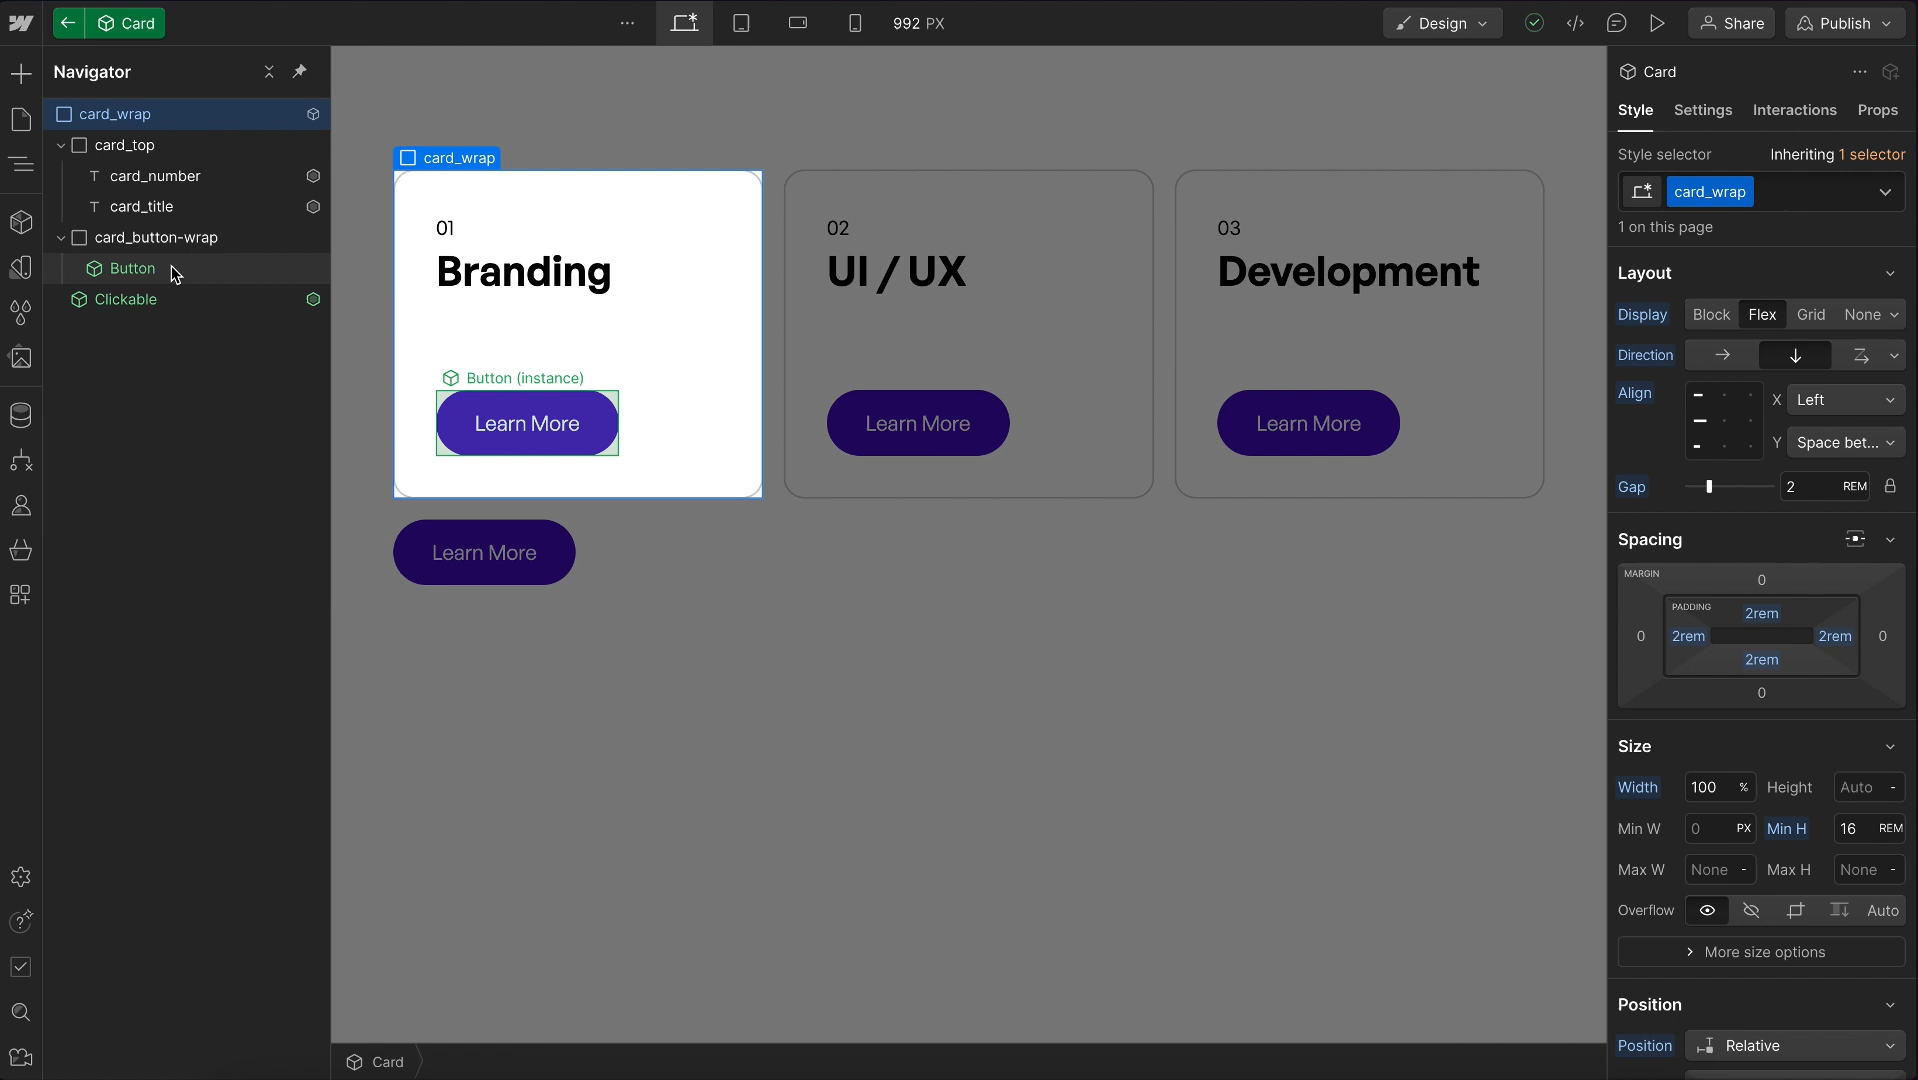 Card
992 PX
Design
Share
Publish
Navigator
card_wrap
card_top
card_number
card_title
card_button-wrap
Button
Clickable
card_wrap
01
Branding
Button (instance)
Learn More
02
UI / UX
Learn More
03
Development
Learn More
Learn More
Card
Card
Style
Settings
Interactions
Props
Style selector
Inheriting 1 selector
card_wrap
1 on this page
Layout
Display
Block
Flex
Grid
None
Direction
Align
X
Left
Y
Space bet...
Gap
2
REM
Spacing
MARGIN
0
PADDING
2rem
0
2rem
2rem
0
2rem
0
Size
Width
100
%
Height
Auto
-
Min W
0
PX
Min H
16
REM
Max W
None
-
Max H
None
-
Overflow
Auto
More size options
Position
Position
Relative